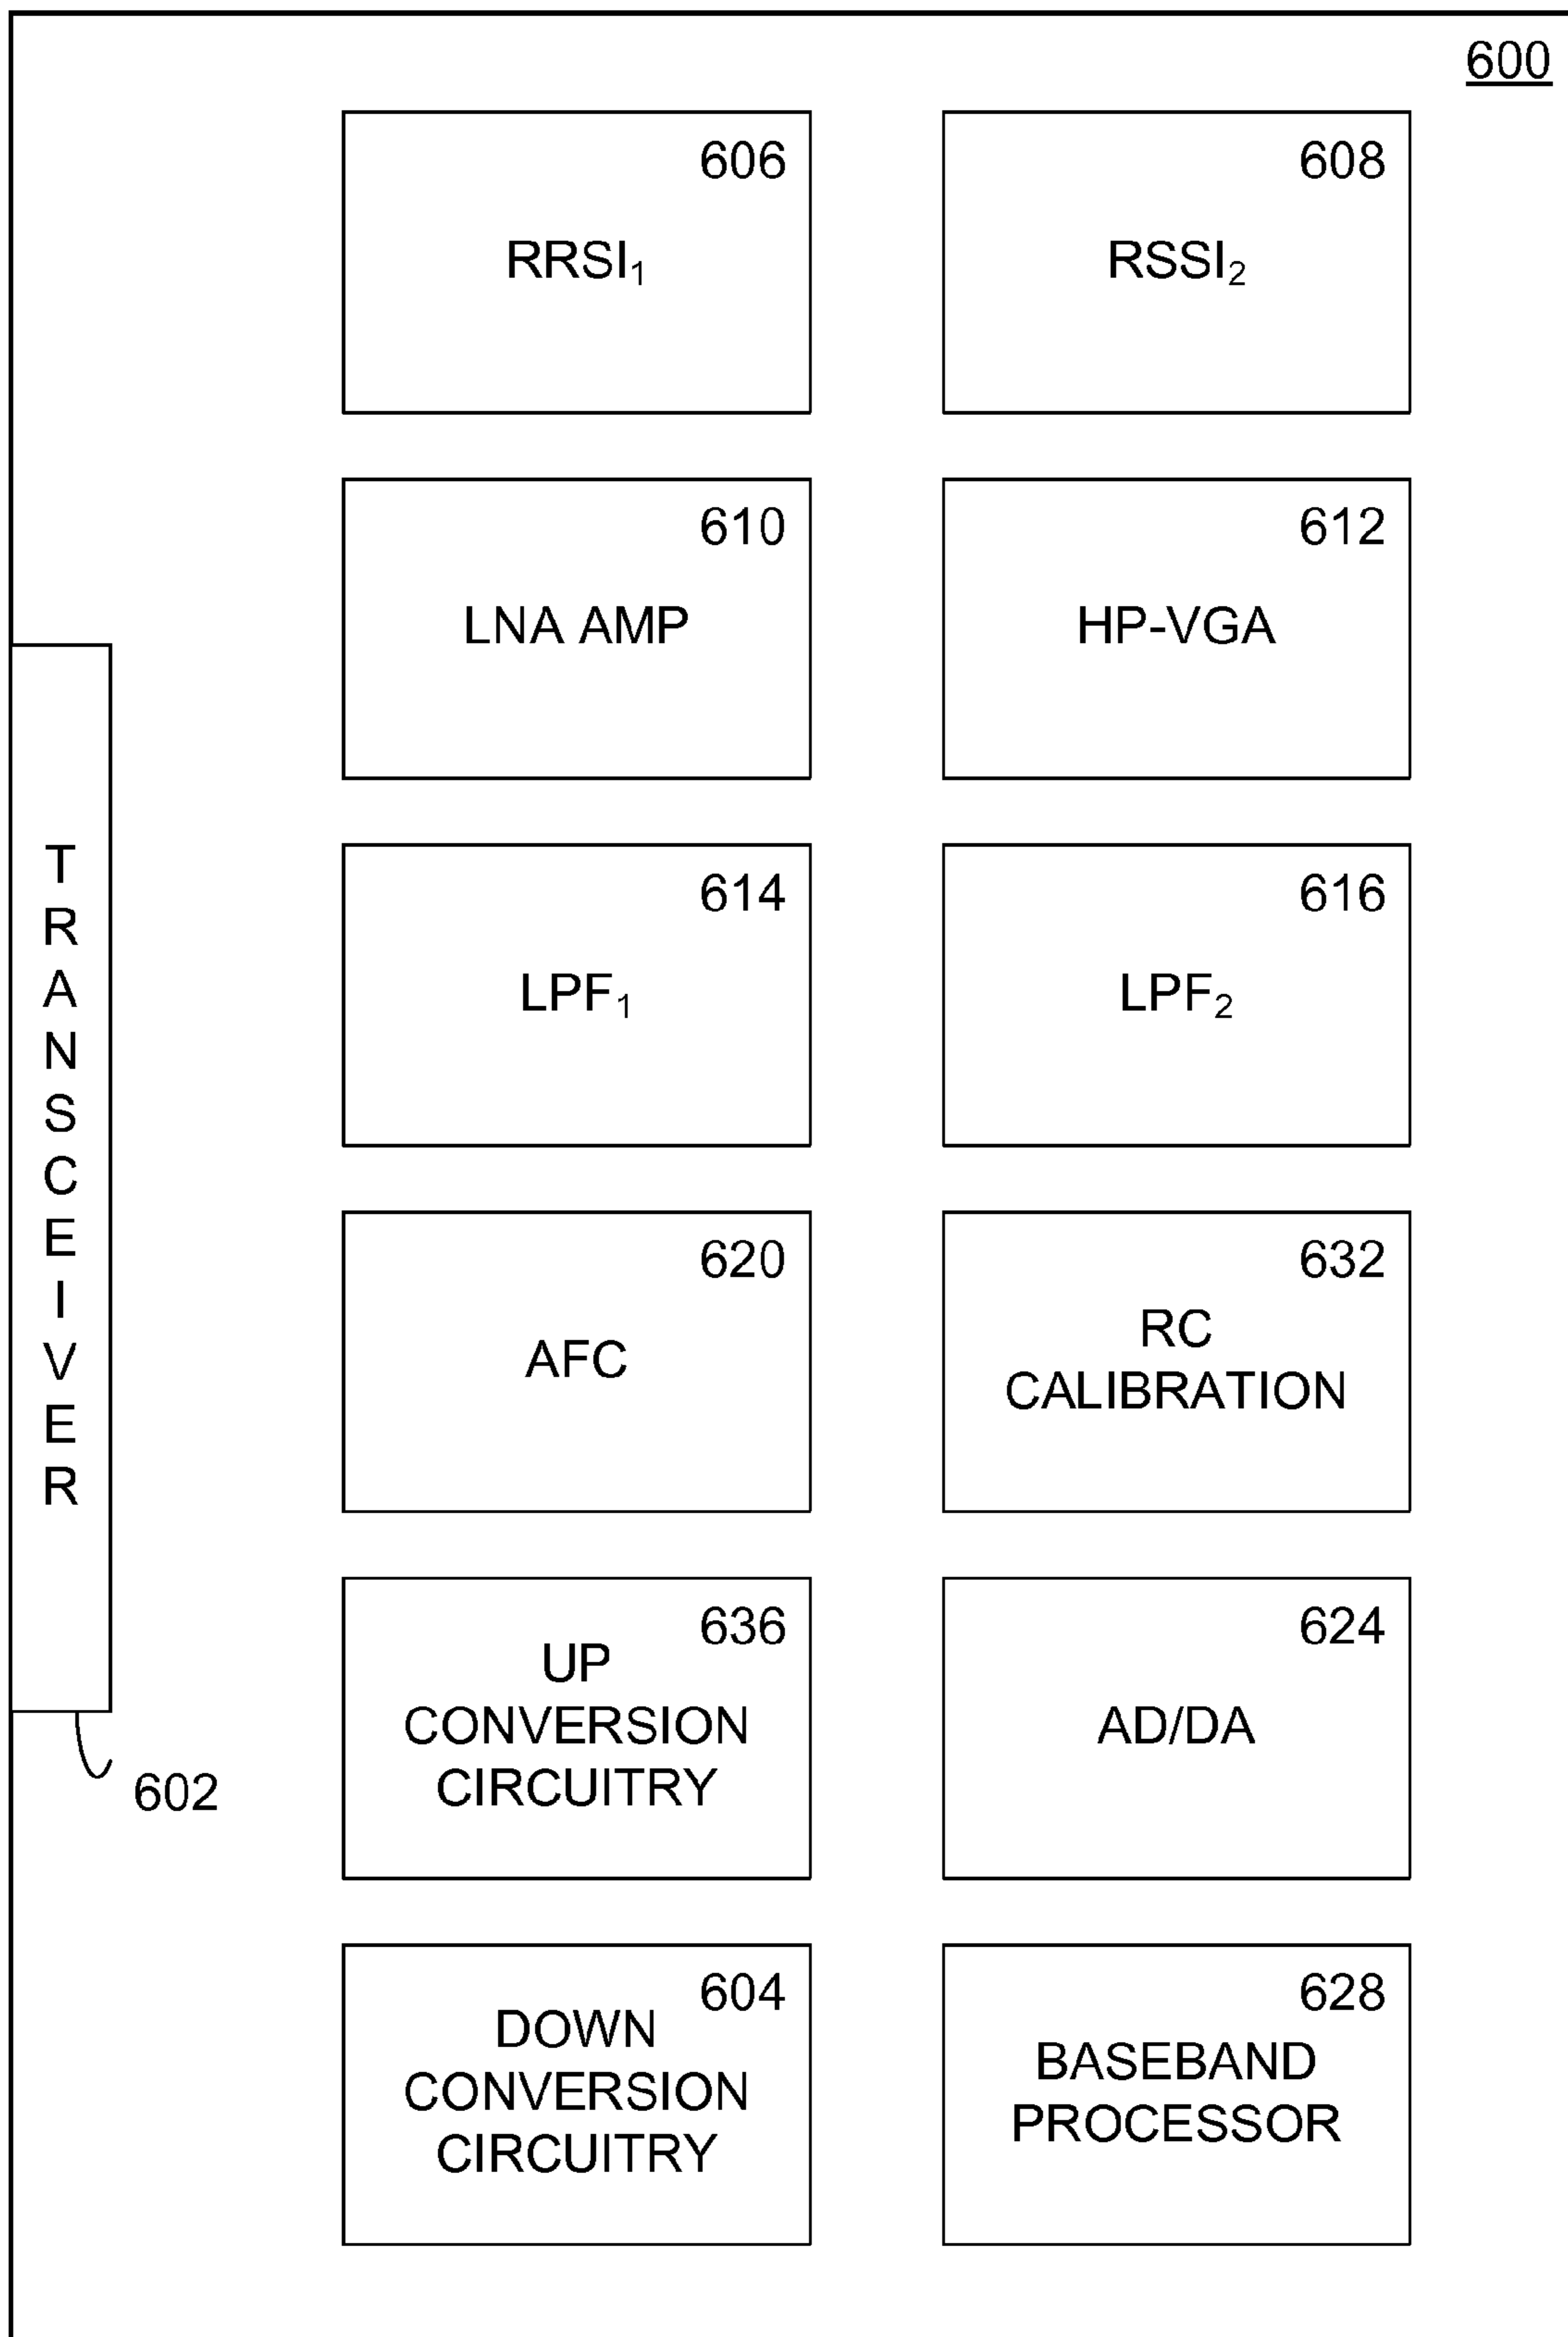 600
606
RRSI₁
608
RSSI₂
610
LNA AMP
612
HP-VGA
614
LPF₁
616
LPF₂
TRANSCEIVER
602
620
AFC
632
RC
CALIBRATION
636
UP
CONVERSION
CIRCUITRY
624
AD/DA
604
DOWN
CONVERSION
CIRCUITRY
628
BASEBAND
PROCESSOR